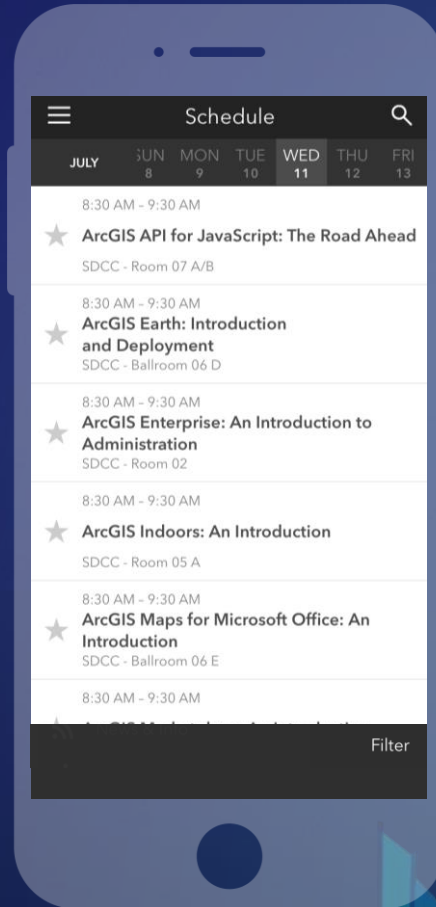 Schedule
JULY
SUN MON TUE WED THU FRI
8 9 10 11 12 13
8:30 AM – 9:30 AM
ArcGIS API for JavaScript: The Road Ahead
SDCC - Room 07 A/B
8:30 AM – 9:30 AM
ArcGIS Earth: Introduction
and Deployment
SDCC - Ballroom 06 D
8:30 AM – 9:30 AM
ArcGIS Enterprise: An Introduction to
Administration
SDCC - Room 02
8:30 AM – 9:30 AM
ArcGIS Indoors: An Introduction
SDCC - Room 05 A
8:30 AM – 9:30 AM
ArcGIS Maps for Microsoft Office: An
Introduction
SDCC - Ballroom 06 E
8:30 AM – 9:30 AM
Filter